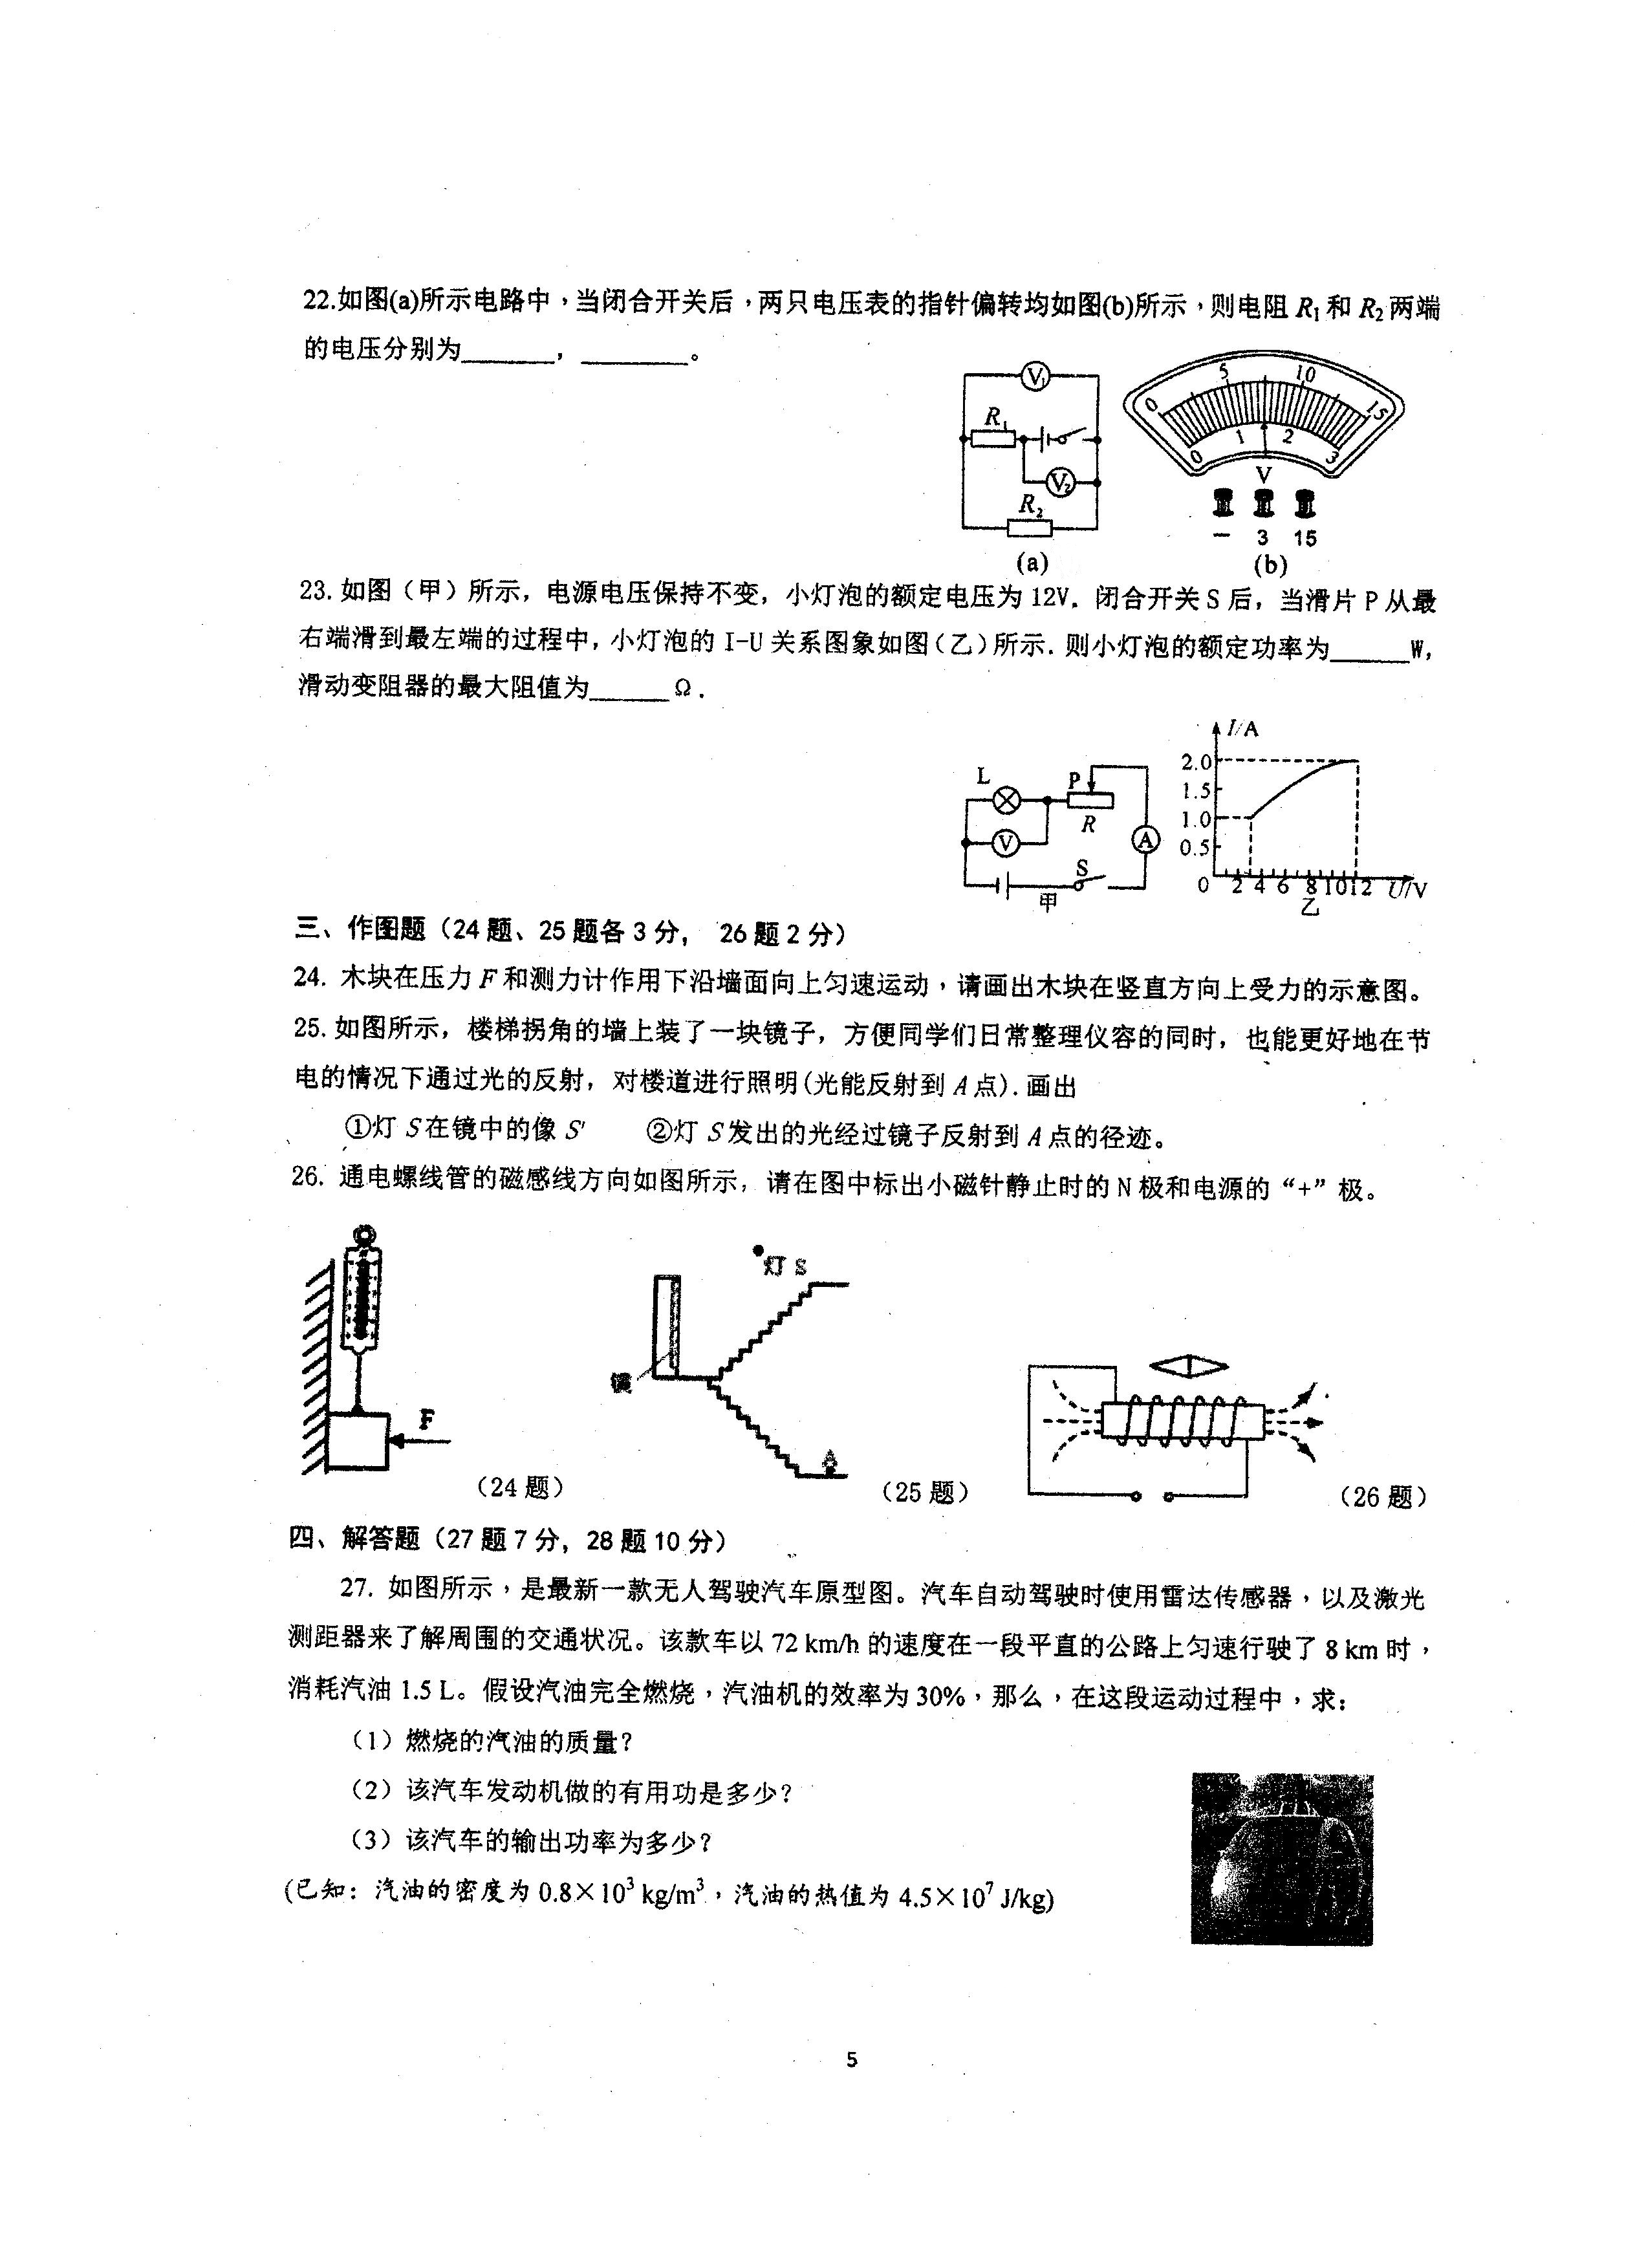 22.如图(a)所示电路中，当闭合开关后，两只电压表的指针偏转均如图(b)所示，则电阻 R₁ 和 R₂ 两端
的电压分别为______，______。
V₁
R₁
V₂
R₂
(a)
0 5 10 15
0 1 2 3
V
− 3 15
(b)
23. 如图（甲）所示，电源电压保持不变，小灯泡的额定电压为 12V．闭合开关 S 后，当滑片 P 从最
右端滑到最左端的过程中，小灯泡的 I-U 关系图象如图（乙）所示．则小灯泡的额定功率为______W，
滑动变阻器的最大阻值为______Ω．
L
P
R
V
A
S
甲
I/A
2.0
1.5
1.0
0.5
0 2 4 6 8 10 12 U/V
乙
三、作图题（24 题、25 题各 3 分， 26 题 2 分）
24. 木块在压力 F 和测力计作用下沿墙面向上匀速运动，请画出木块在竖直方向上受力的示意图。
25. 如图所示，楼梯拐角的墙上装了一块镜子，方便同学们日常整理仪容的同时，也能更好地在节
电的情况下通过光的反射，对楼道进行照明(光能反射到 A 点). 画出
①灯 S 在镜中的像 S′ ②灯 S 发出的光经过镜子反射到 A 点的径迹。
26. 通电螺线管的磁感线方向如图所示，请在图中标出小磁针静止时的 N 极和电源的“+”极。
F
（24 题）
灯 S
镜
A
（25 题）
（26 题）
四、解答题（27 题 7 分，28 题 10 分）
27. 如图所示，是最新一款无人驾驶汽车原型图。汽车自动驾驶时使用雷达传感器，以及激光
测距器来了解周围的交通状况。该款车以 72 km/h 的速度在一段平直的公路上匀速行驶了 8 km 时，
消耗汽油 1.5 L。假设汽油完全燃烧，汽油机的效率为 30%，那么，在这段运动过程中，求：
（1）燃烧的汽油的质量？
（2）该汽车发动机做的有用功是多少？
（3）该汽车的输出功率为多少？
(已知：汽油的密度为 0.8×10³ kg/m³，汽油的热值为 4.5×10⁷ J/kg)
5